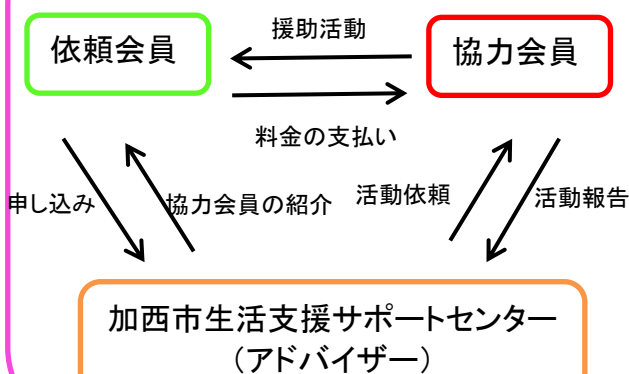 援助活動
依頼会員
協力会員
料金の支払い
申し込み
協力会員の紹介
活動依頼
活動報告
加西市生活支援サポートセンター
（アドバイザー）